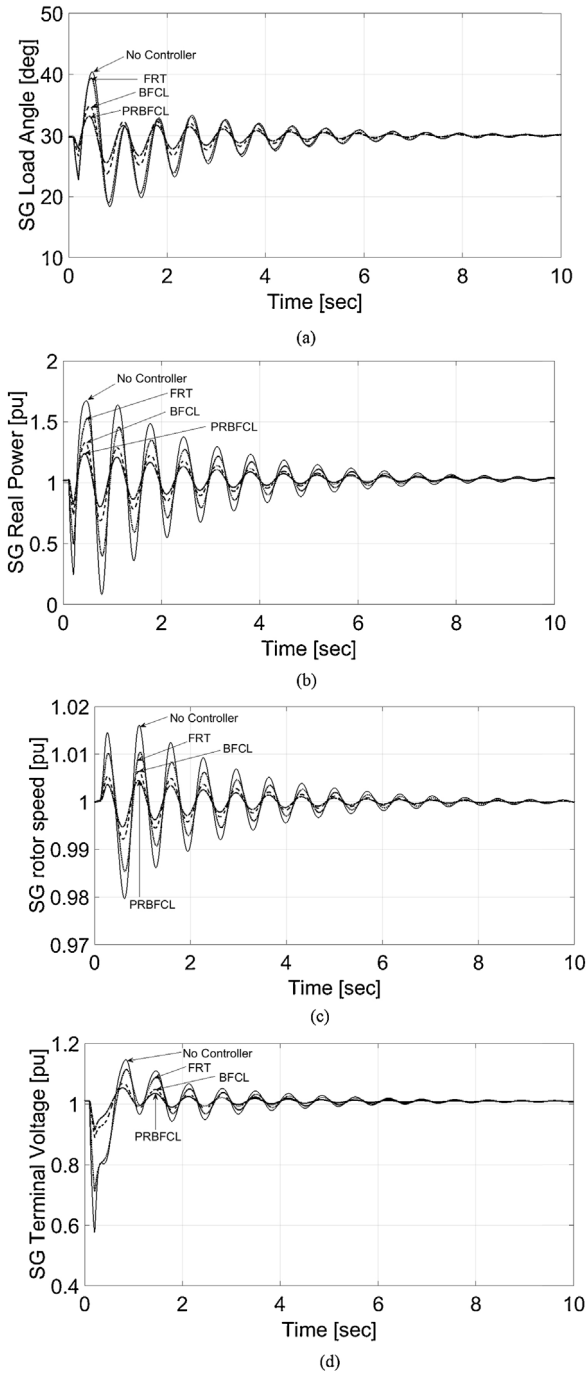 50
40
30
20
10
SG Load Angle [deg]
No Controller
FRT
BFCL
PRBFCL
0 2 4 6 8 10
Time [sec]
(a)
2
1.5
1
0.5
0
SG Real Power [pu]
No Controller
FRT
BFCL
PRBFCL
0 2 4 6 8 10
Time [sec]
(b)
1.02
1.01
1
0.99
0.98
0.97
SG rotor speed [pu]
No Controller
FRT
BFCL
PRBFCL
0 2 4 6 8 10
Time [sec]
(c)
1.2
1
0.8
0.6
0.4
SG Terminal Voltage [pu]
No Controller
FRT
BFCL
PRBFCL
0 2 4 6 8 10
Time [sec]
(d)